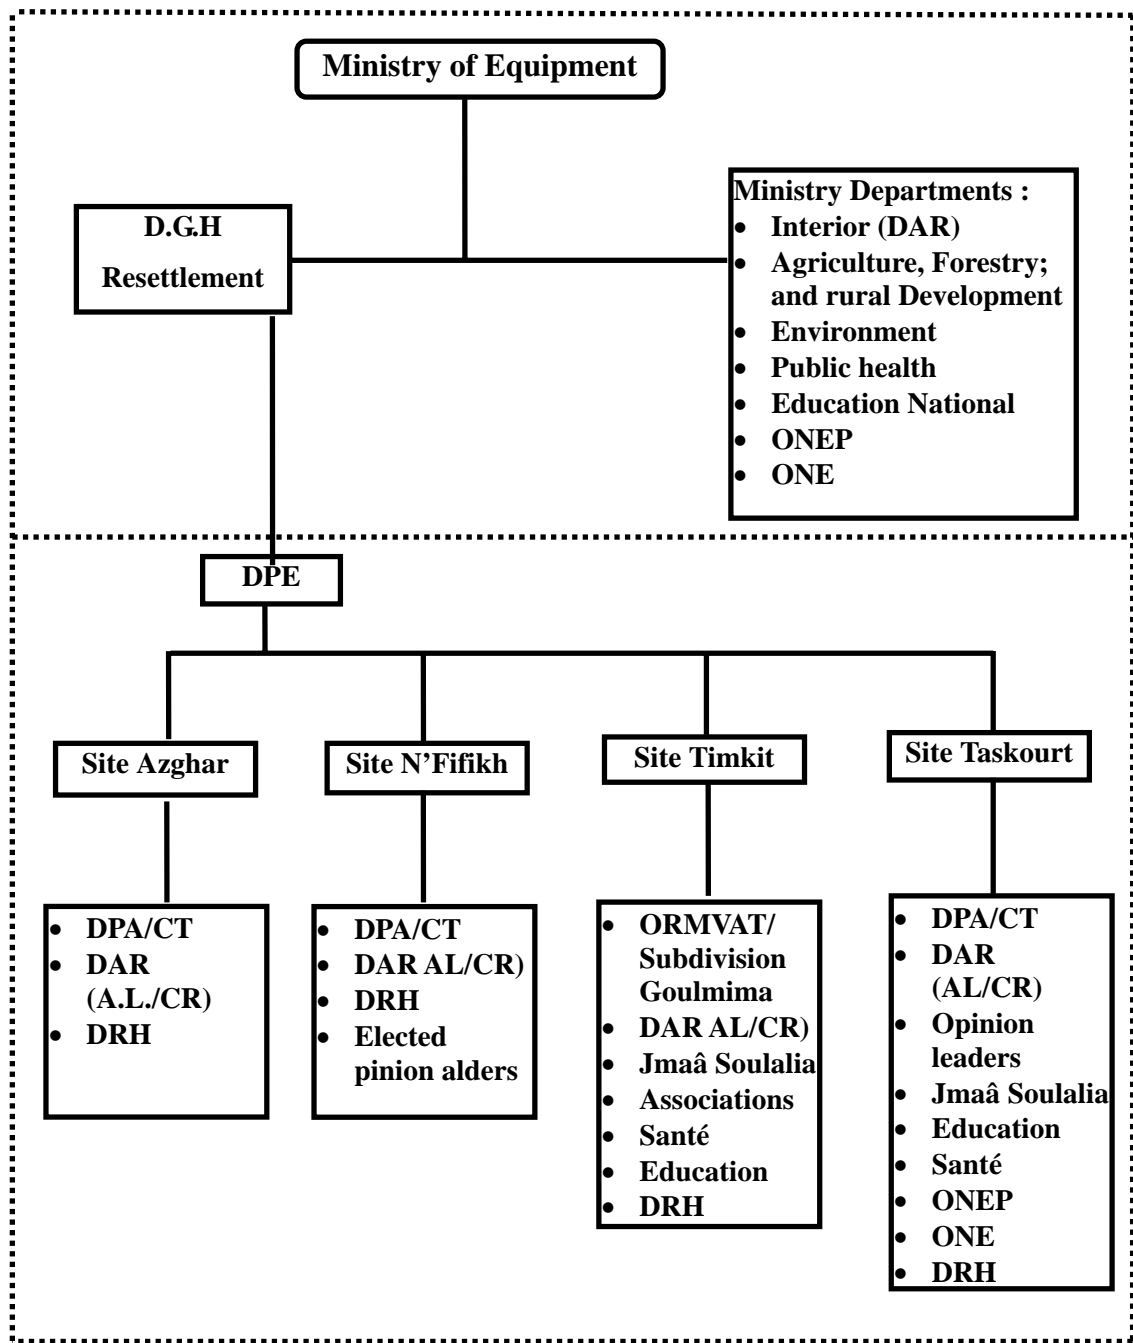 Ministry of Equipment
D.G.H
Resettlement
Ministry Departments :
• Interior (DAR)
• Agriculture, Forestry;
and rural Development
• Environment
• Public health
• Education National
• ONEP
• ONE
DPE
Site Azghar
Site N’Fifikh
Site Timkit
Site Taskourt
• DPA/CT
• DAR
(A.L./CR)
• DRH
• DPA/CT
• DAR AL/CR)
• DRH
• Elected
pinion alders
• ORMVAT/
Subdivision
Goulmima
• DAR AL/CR)
• Jmaâ Soulalia
• Associations
• Santé
• Education
• DRH
• DPA/CT
• DAR
(AL/CR)
• Opinion
leaders
• Jmaâ Soulalia
• Education
• Santé
• ONEP
• ONE
• DRH